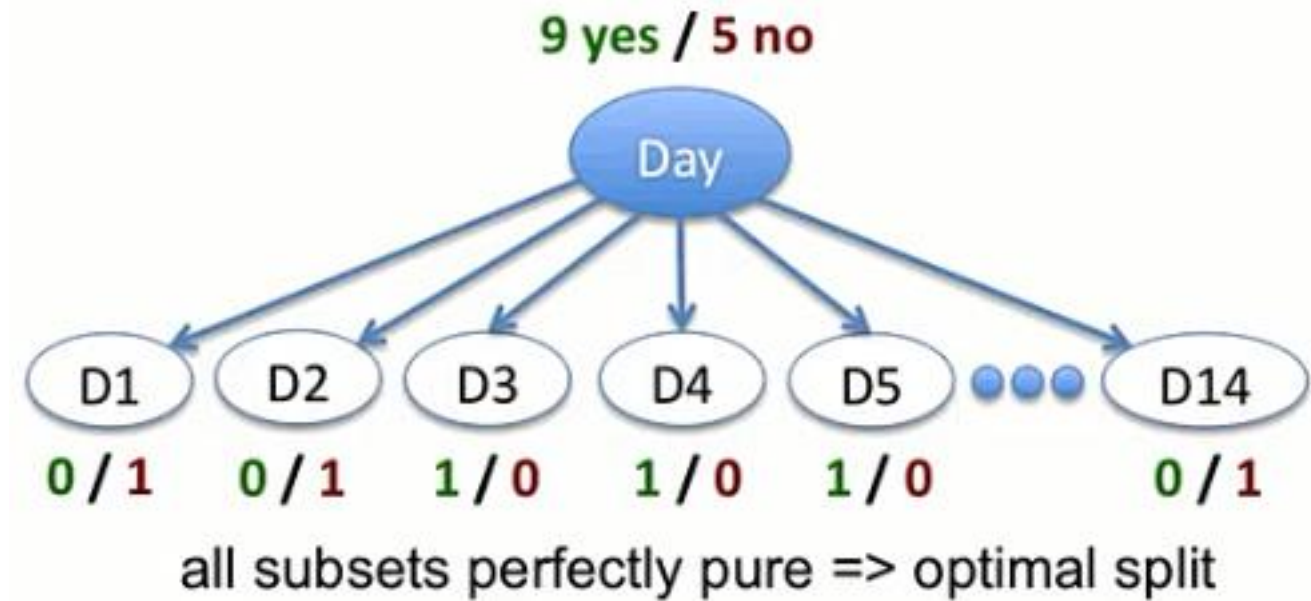 9 yes / 5 no
Day
D1 D2 D3 D4 D5 D14
0 / 1 0 / 1 1 / 0 1 / 0 1 / 0 0 / 1
all subsets perfectly pure => optimal split